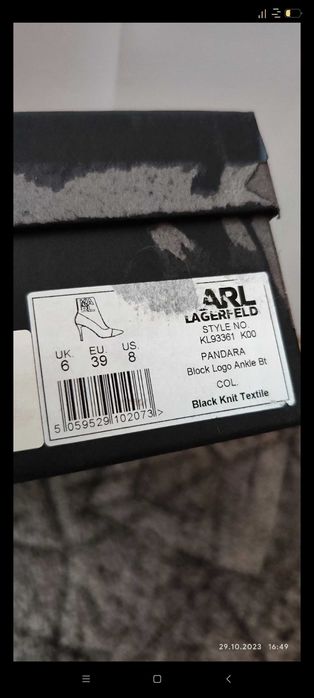 ARL
LAGERFELD
STYLE NO.
KL93361 K00
PANDARA
Block Logo Ankle Bt
COL.
Black Knit Textile
UK. EU. US.
6 39 8
5 059529 102073 >
29.10.2023 16:49